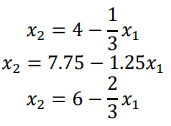 x₂ = 4 − 1/3 x₁
x₂ = 7.75 − 1.25x₁
x₂ = 6 − 2/3 x₁